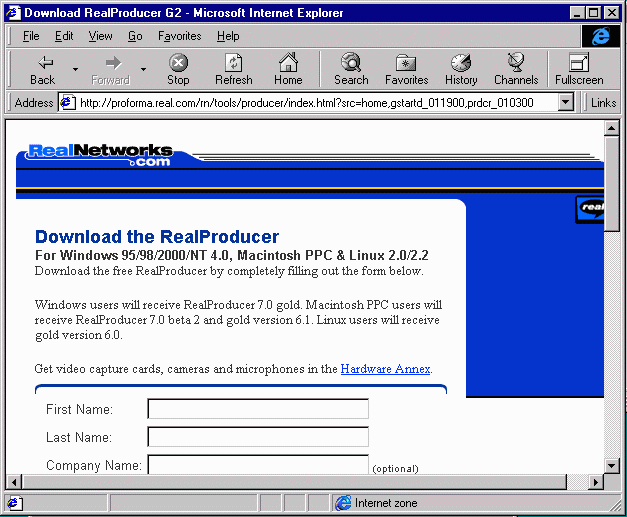 Download RealProducer G2 - Microsoft Internet Explorer
File Edit View Go Favorites Help
Back Forward Stop Refresh Home Search Favorites History Channels Fullscreen
Address http://proforma.real.com/rn/tools/producer/index.html?src=home,gstartd_011900,prdcr_010300 Links
RealNetworks
.com
real
Download the RealProducer
For Windows 95/98/2000/NT 4.0, Macintosh PPC & Linux 2.0/2.2
Download the free RealProducer by completely filling out the form below.
Windows users will receive RealProducer 7.0 gold. Macintosh PPC users will
receive RealProducer 7.0 beta 2 and gold version 6.1. Linux users will receive
gold version 6.0.
Get video capture cards, cameras and microphones in the Hardware Annex.
First Name:
Last Name:
Company Name: (optional)
Internet zone